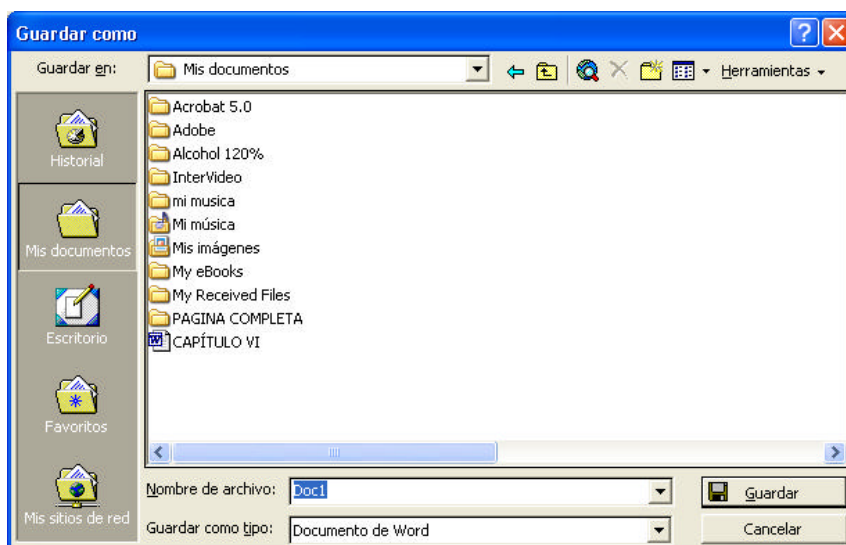 Guardar como
Guardar en:
Mis documentos
Herramientas
Historial
Mis documentos
Escritorio
Favoritos
Mis sitios de red
Acrobat 5.0
Adobe
Alcohol 120%
InterVideo
mi musica
Mi música
Mis imágenes
My eBooks
My Received Files
PAGINA COMPLETA
CAPÍTULO VI
Nombre de archivo:
Doc1
Guardar
Guardar como tipo:
Documento de Word
Cancelar